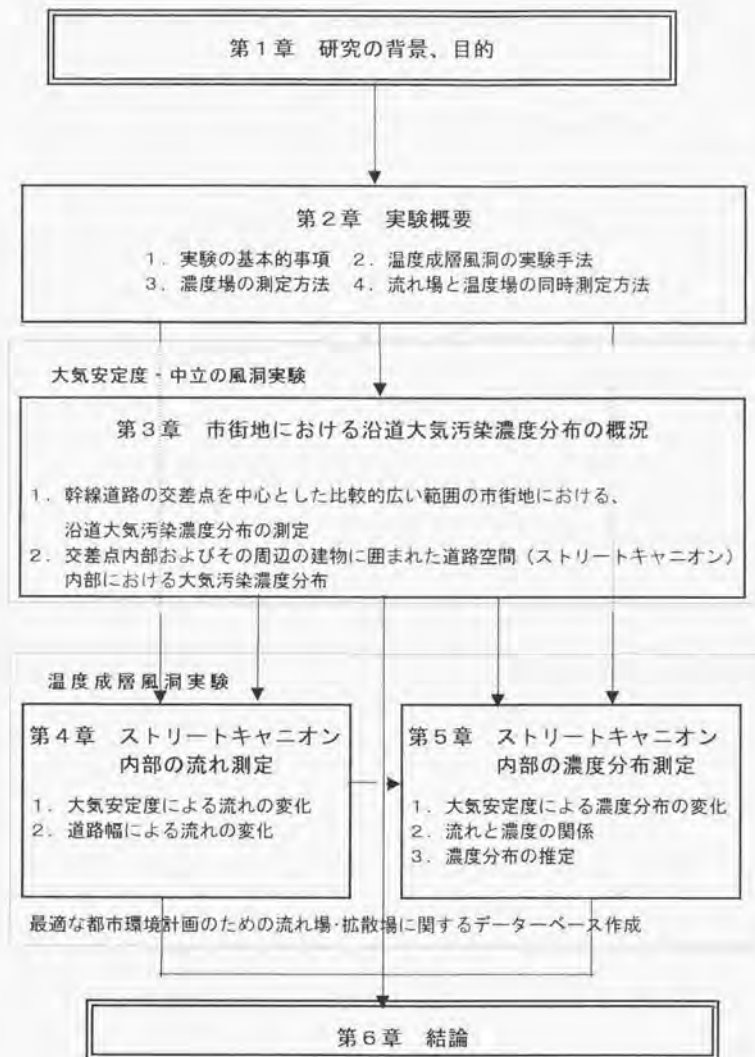 第1章　研究の背景、目的
第2章　実験概要
1．実験の基本的事項　2．温度成層風洞の実験手法
3．濃度場の測定方法　4．流れ場と温度場の同時測定方法
大気安定度・中立の風洞実験
第3章　市街地における沿道大気汚染濃度分布の概況
1．幹線道路の交差点を中心とした比較的広い範囲の市街地における、
沿道大気汚染濃度分布の測定
2．交差点内部およびその周辺の建物に囲まれた道路空間（ストリートキャニオン）
内部における大気汚染濃度分布
温度成層風洞実験
第4章　ストリートキャニオン
内部の流れ測定
1．大気安定度による流れの変化
2．道路幅による流れの変化
第5章　ストリートキャニオン
内部の濃度分布測定
1．大気安定度による濃度分布の変化
2．流れと濃度の関係
3．濃度分布の推定
最適な都市環境計画のための流れ場・拡散場に関するデーターベース作成
第6章　結論